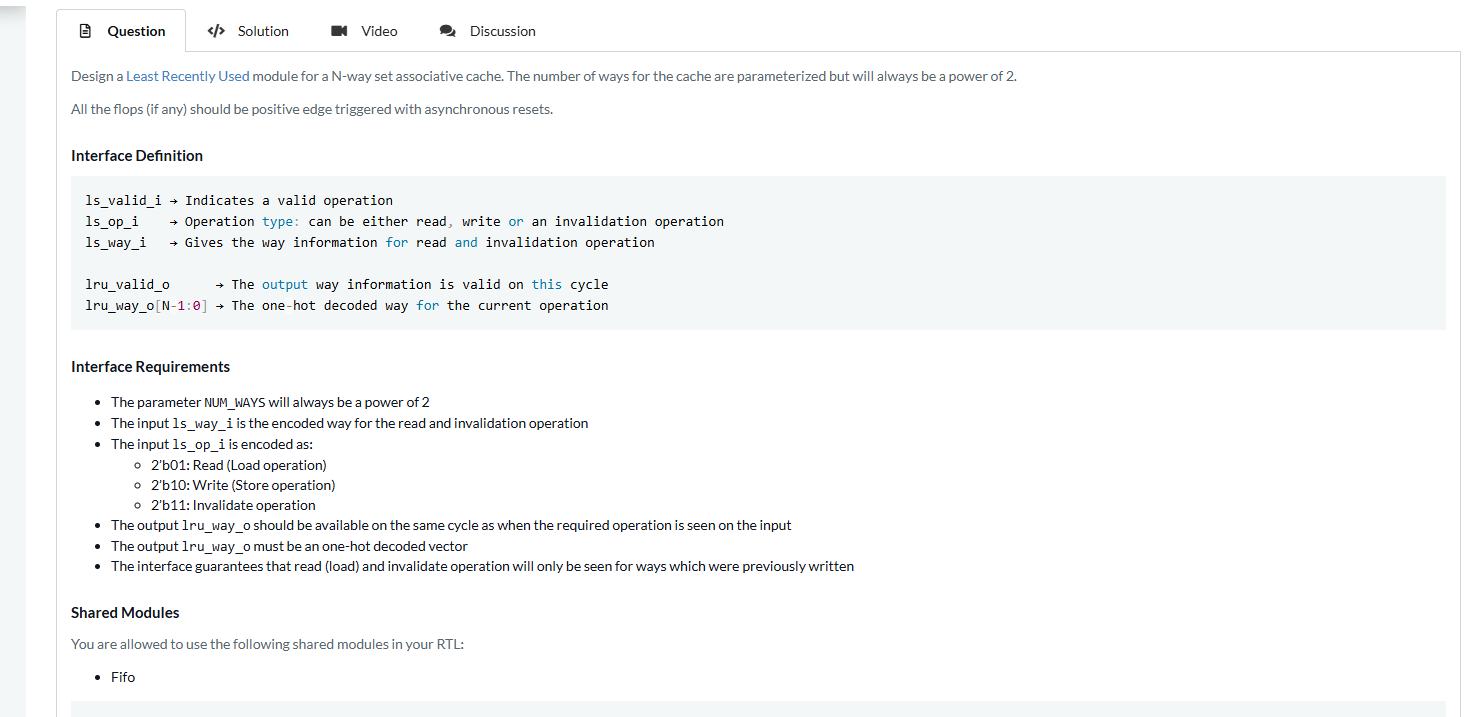 Question Solution Video Discussion
Design a Least Recently Used module for a N-way set associative cache. The number of ways for the cache are parameterized but will always be a power of 2.
All the flops (if any) should be positive edge triggered with asynchronous resets.
Interface Definition
ls_valid_i → Indicates a valid operation
ls_op_i → Operation type: can be either read, write or an invalidation operation
ls_way_i → Gives the way information for read and invalidation operation
lru_valid_o → The output way information is valid on this cycle
lru_way_o[N-1:0] → The one-hot decoded way for the current operation
Interface Requirements
• The parameter NUM_WAYS will always be a power of 2
• The input ls_way_i is the encoded way for the read and invalidation operation
• The input ls_op_i is encoded as:
○ 2'b01: Read (Load operation)
○ 2'b10: Write (Store operation)
○ 2'b11: Invalidate operation
• The output lru_way_o should be available on the same cycle as when the required operation is seen on the input
• The output lru_way_o must be an one-hot decoded vector
• The interface guarantees that read (load) and invalidate operation will only be seen for ways which were previously written
Shared Modules
You are allowed to use the following shared modules in your RTL:
• Fifo